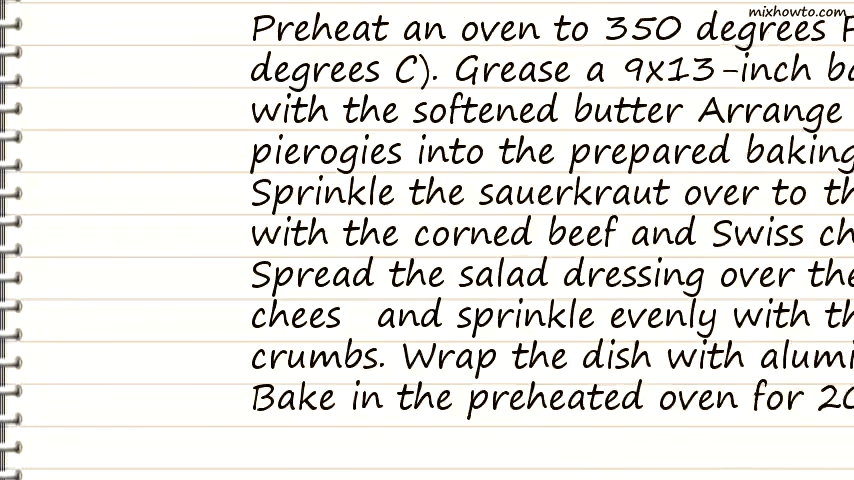 mixhowto.com
Preheat an oven to 350 degrees F
degrees C). Grease a 9x13-inch ba
with the softened butter Arrange
pierogies into the prepared baking
Sprinkle the sauerkraut over to th
with the corned beef and Swiss ch
Spread the salad dressing over the
chees and sprinkle evenly with th
crumbs. Wrap the dish with alumi
Bake in the preheated oven for 20